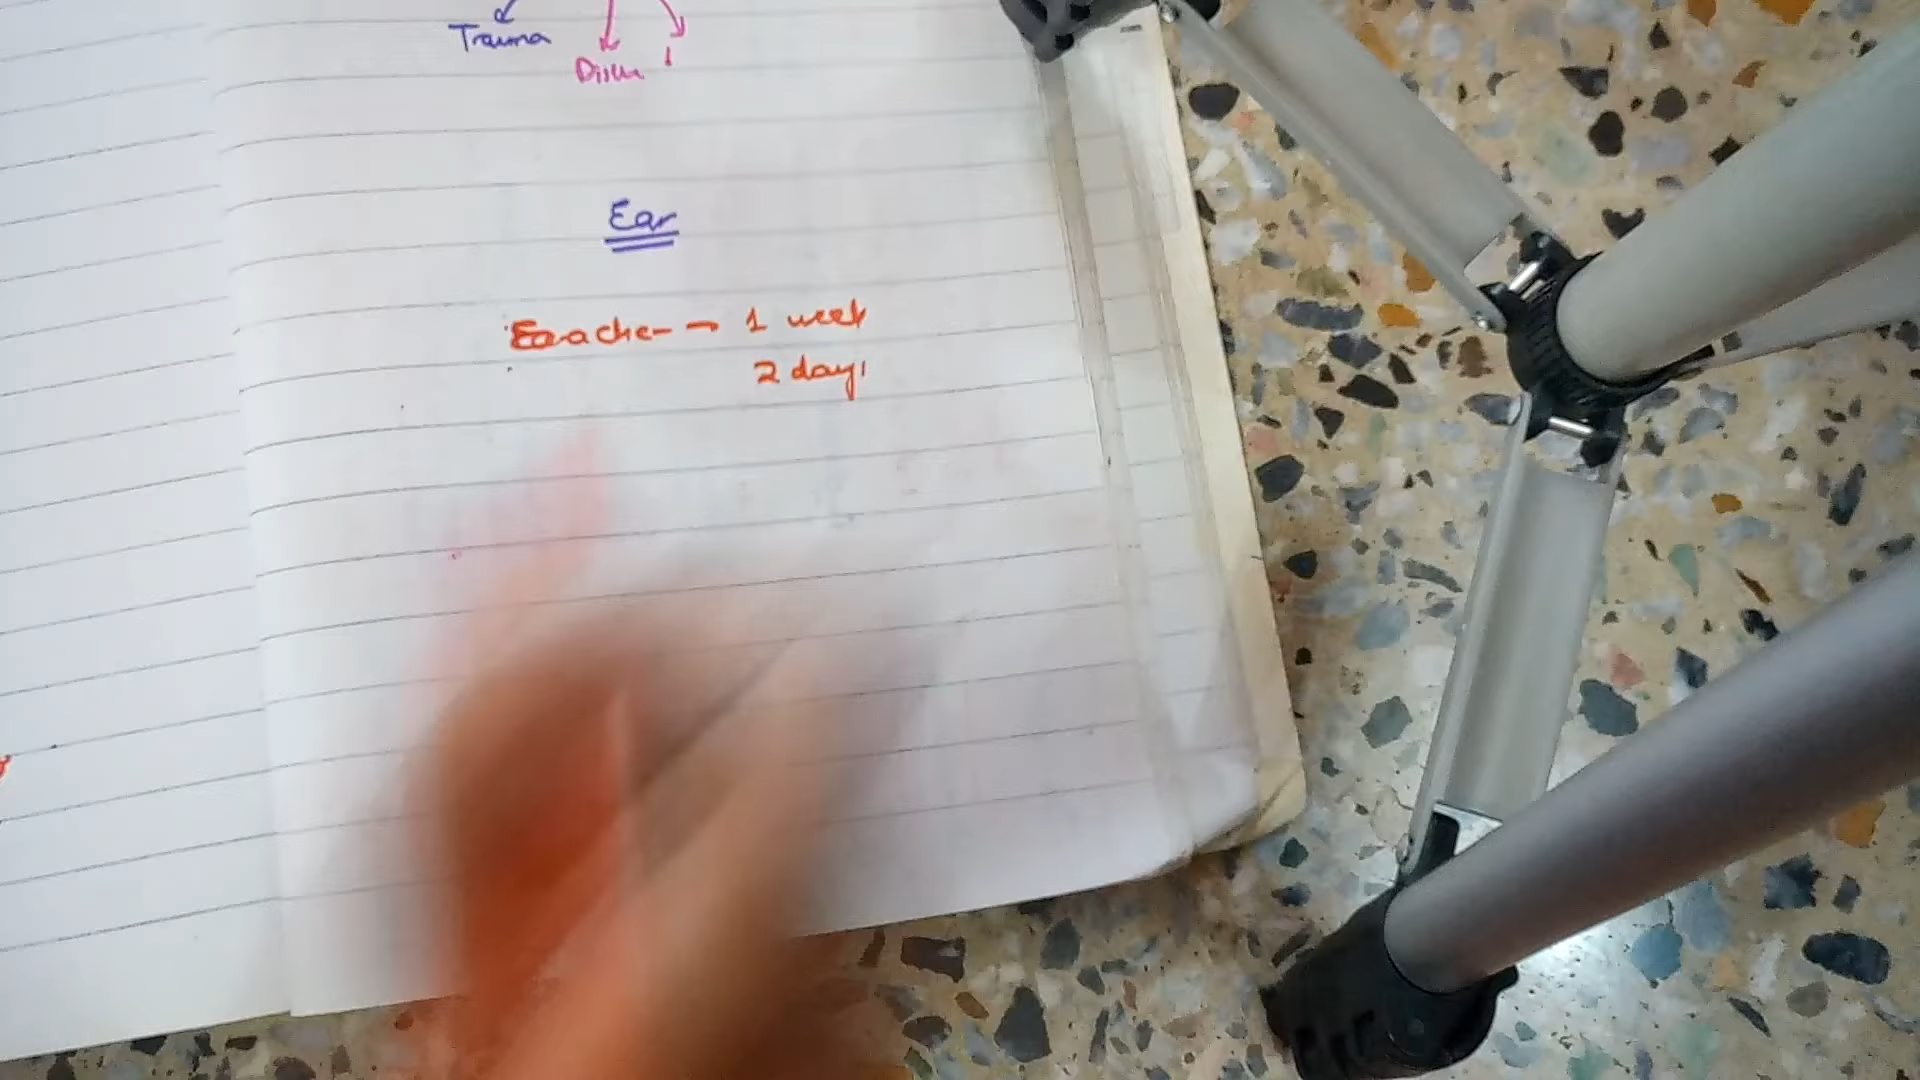 Trauma
Ear
Earache → 1 week
2 days